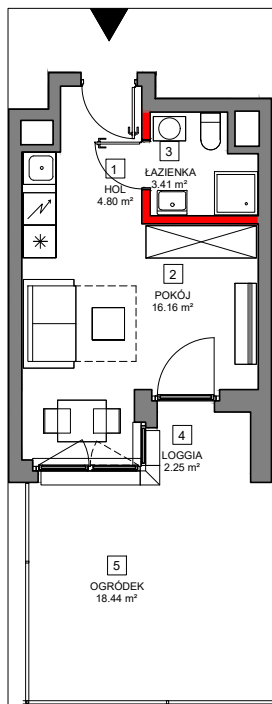 1
HOL
4.80 m²
3
ŁAZIENKA
3.41 m²
2
POKÓJ
16.16 m²
4
LOGGIA
2.25 m²
5
OGRÓDEK
18.44 m²